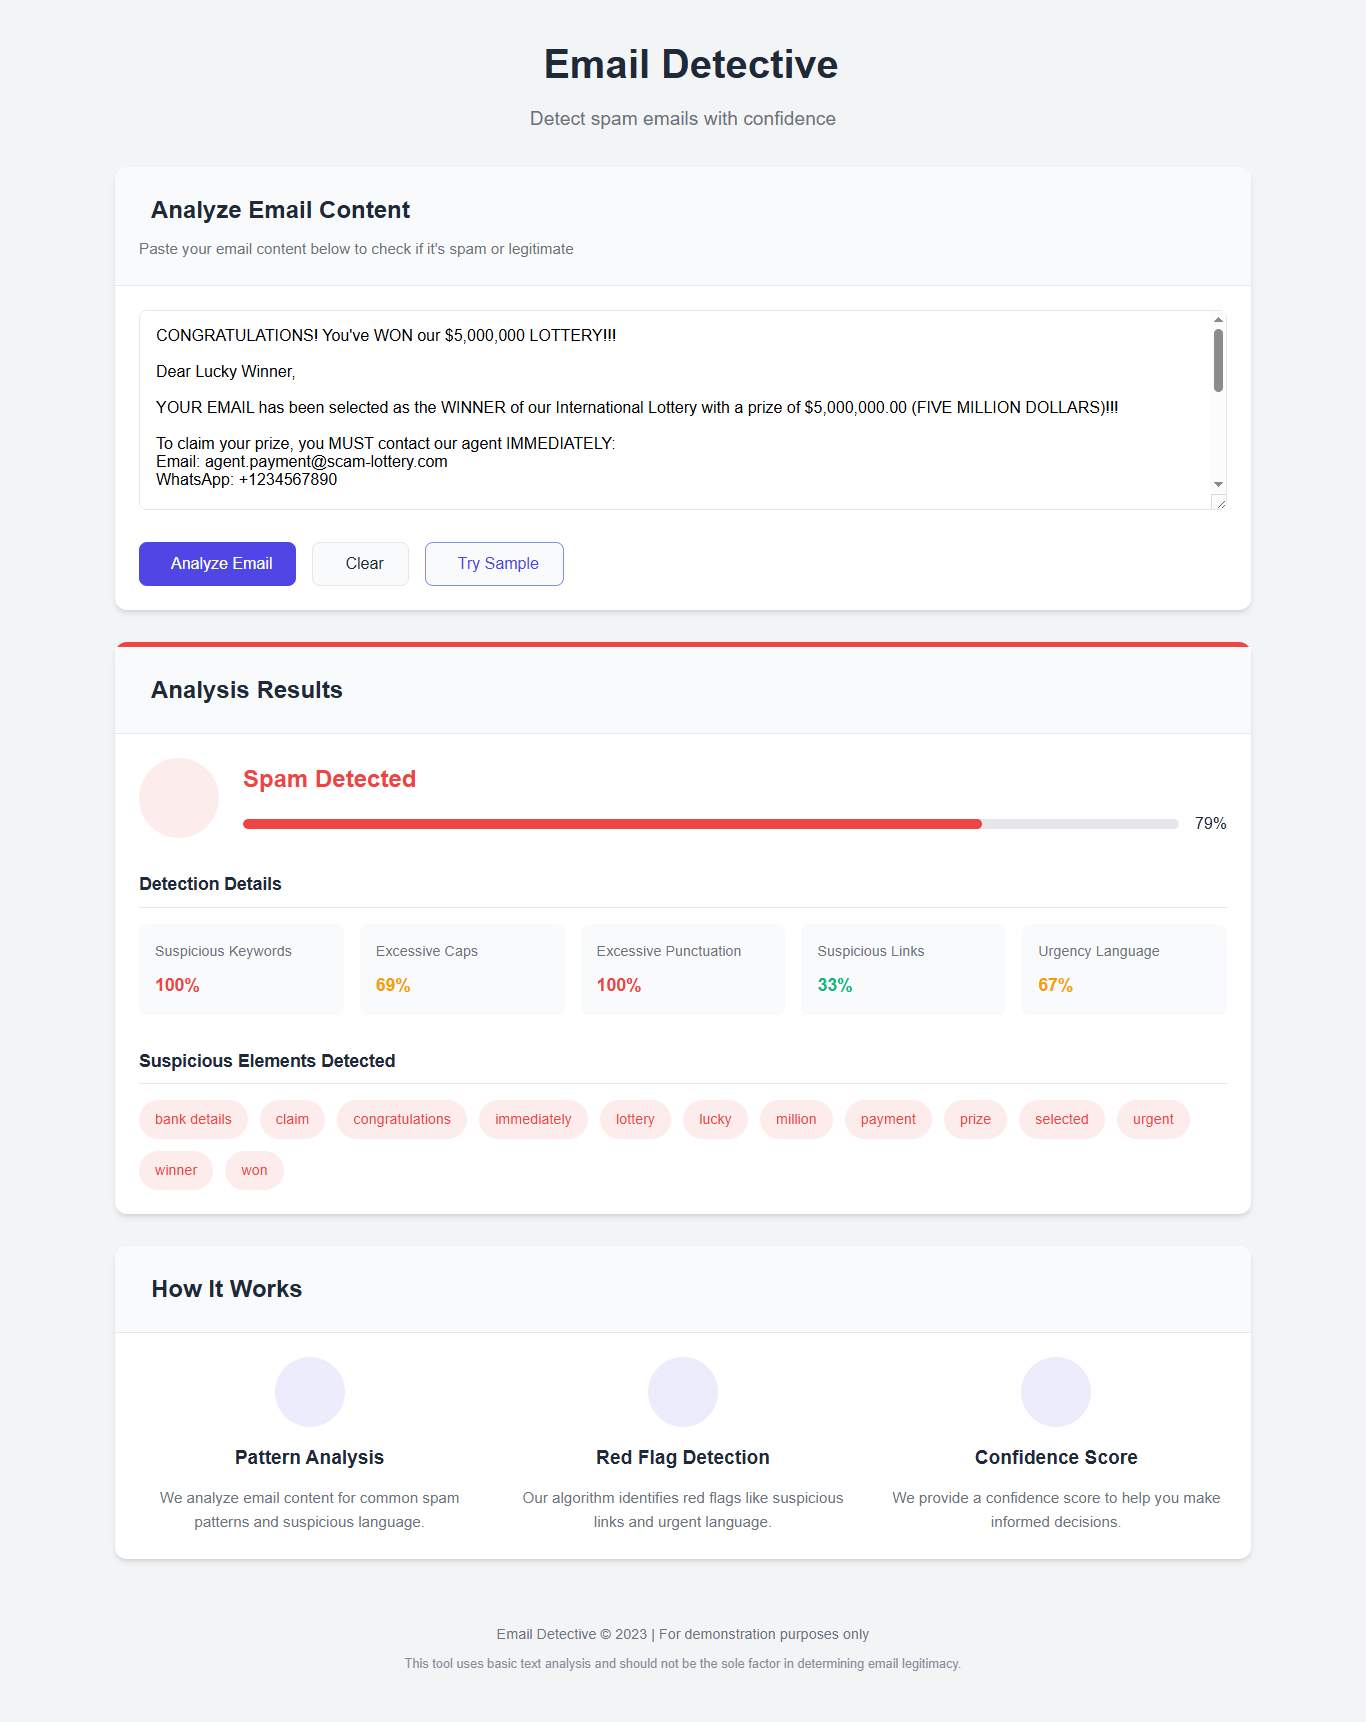 Email Detective
Detect spam emails with confidence
Analyze Email Content
Paste your email content below to check if it's spam or legitimate
CONGRATULATIONS! You've WON our $5,000,000 LOTTERY!!!
Dear Lucky Winner,
YOUR EMAIL has been selected as the WINNER of our International Lottery with a prize of $5,000,000.00 (FIVE MILLION DOLLARS)!!!
To claim your prize, you MUST contact our agent IMMEDIATELY:
Email: agent.payment@scam-lottery.com
WhatsApp: +1234567890
Analyze Email Clear Try Sample
Analysis Results
Spam Detected
79%
Detection Details
Suspicious Keywords Excessive Caps Excessive Punctuation Suspicious Links Urgency Language
100% 69% 100% 33% 67%
Suspicious Elements Detected
bank details claim congratulations immediately lottery lucky million payment prize selected urgent
winner won
How It Works
Pattern Analysis Red Flag Detection Confidence Score
We analyze email content for common spam Our algorithm identifies red flags like suspicious We provide a confidence score to help you make
patterns and suspicious language. links and urgent language. informed decisions.
Email Detective © 2023 | For demonstration purposes only
This tool uses basic text analysis and should not be the sole factor in determining email legitimacy.